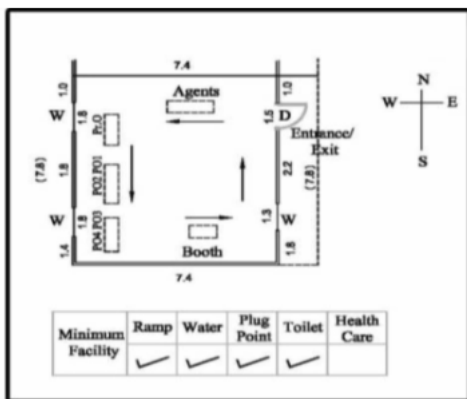 7.4
1.0
Agents
1.0
N
W
1.8
PrO
1.5
D
W
E
Entrance/
Exit
S
(7.8)
1.8
PO2 PO1
2.2
(7.8)
W
1.8
PO4 PO3
1.3
W
1.4
Booth
1.8
7.4
Minimum
Facility
Ramp
Water
Plug
Point
Toilet
Health
Care